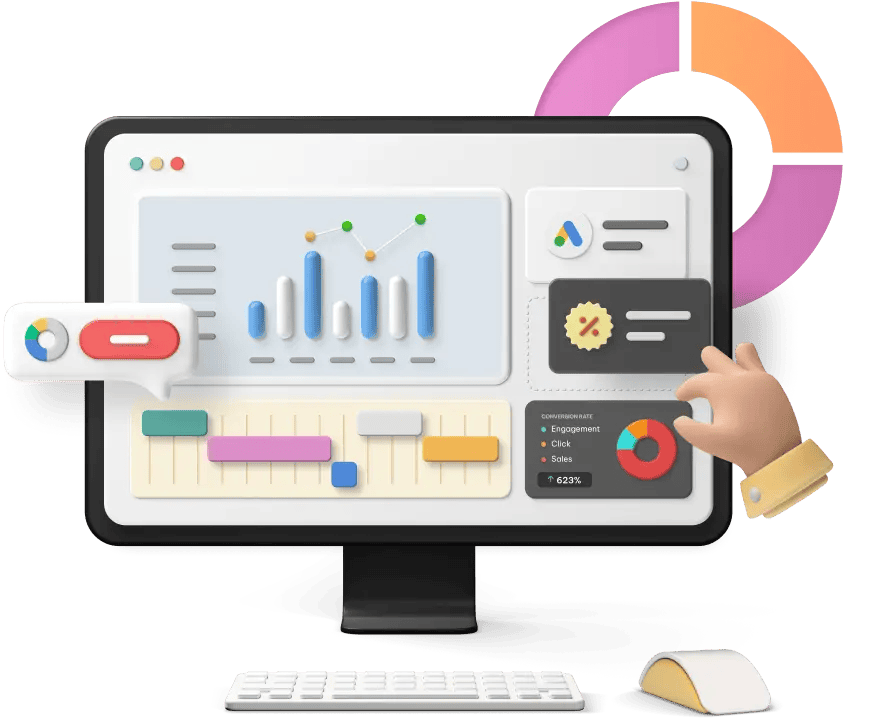 CONVERSION RATE
Engagement
Click
Sales
↑ 623%